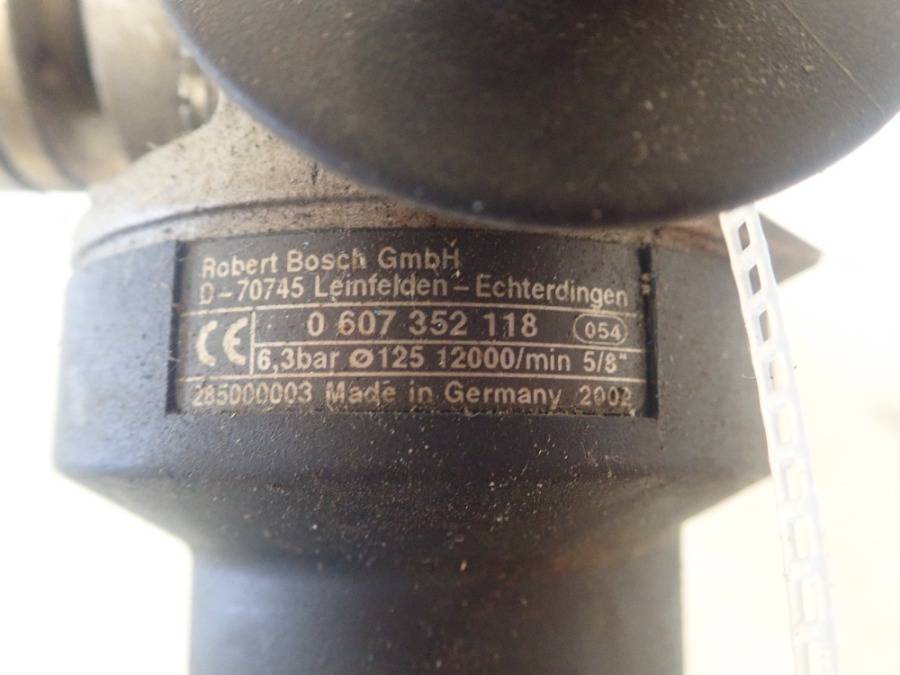 Robert Bosch GmbH
D-70745 Leinfelden-Echterdingen
CE 0 607 352 118 054
6,3bar Ø125 12000/min 5/8"
285000003 Made in Germany 2002